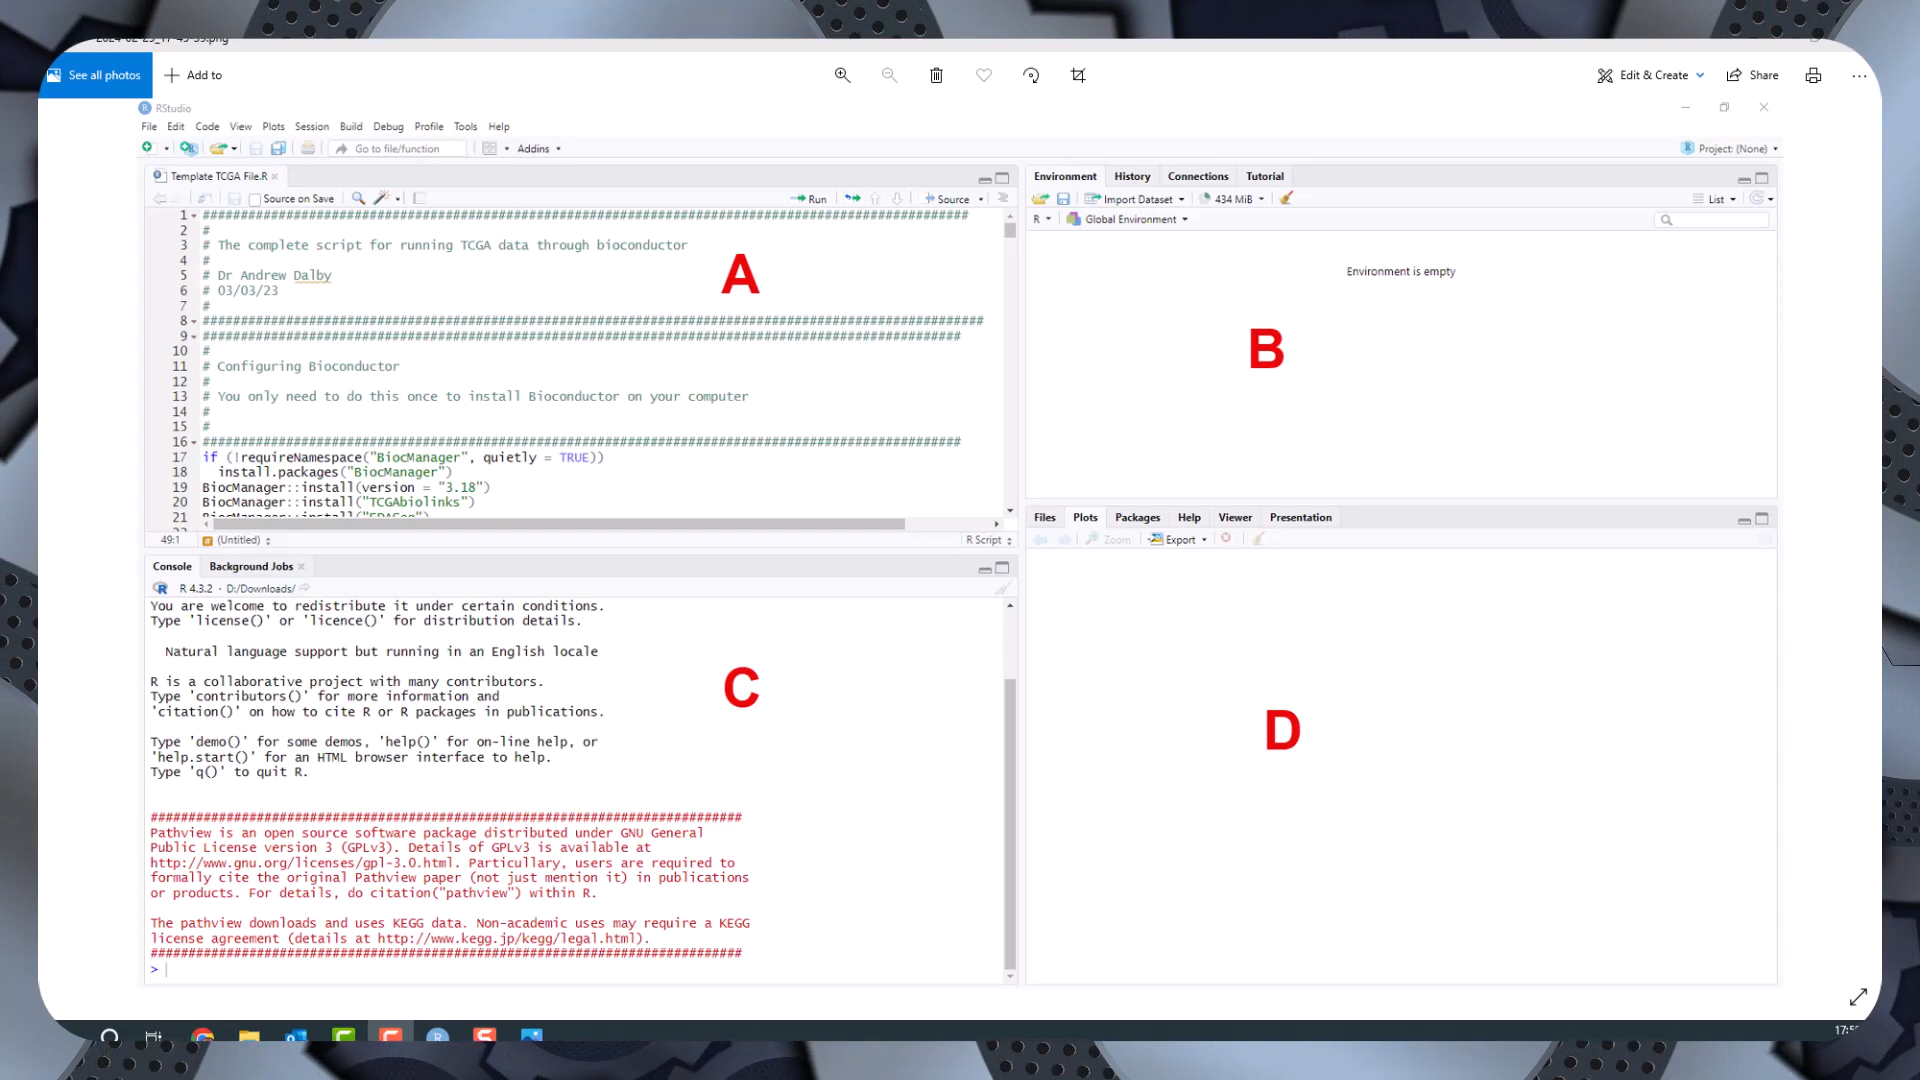 See all photos
Add to
Edit & Create
Share
RStudio
File Edit Code View Plots Session Build Debug Profile Tools Help
Go to file/function
Addins
Project: (None)
Template TCGA File.R
Source on Save
Run
Source
1 #####################################################################################################
2 #
3 # The complete script for running TCGA data through bioconductor
4 #
5 # Dr Andrew Dalby
6 # 03/03/23
7 #
8 #######################################################################################################
9 ####################################################################################################
10 #
11 # Configuring Bioconductor
12 #
13 # You only need to do this once to install Bioconductor on your computer
14 #
15 #
16 ####################################################################################################
17 if (!requireNamespace("BiocManager", quietly = TRUE))
18 install.packages("BiocManager")
19 BiocManager::install(version = "3.18")
20 BiocManager::install("TCGAbiolinks")
21 BiocManager::install("EDASeq")
49:1
(Untitled)
R Script
A
Environment History Connections Tutorial
Import Dataset
434 MiB
List
R
Global Environment
Environment is empty
B
Console Background Jobs
R 4.3.2 · D:/Downloads/
You are welcome to redistribute it under certain conditions.
Type 'license()' or 'licence()' for distribution details.
Natural language support but running in an English locale
R is a collaborative project with many contributors.
Type 'contributors()' for more information and
'citation()' on how to cite R or R packages in publications.
Type 'demo()' for some demos, 'help()' for on-line help, or
'help.start()' for an HTML browser interface to help.
Type 'q()' to quit R.
##############################################################################
Pathview is an open source software package distributed under GNU General
Public License version 3 (GPLv3). Details of GPLv3 is available at
http://www.gnu.org/licenses/gpl-3.0.html. Particullary, users are required to
formally cite the original Pathview paper (not just mention it) in publications
or products. For details, do citation("pathview") within R.
The pathview downloads and uses KEGG data. Non-academic uses may require a KEGG
license agreement (details at http://www.kegg.jp/kegg/legal.html).
##############################################################################
>
C
Files Plots Packages Help Viewer Presentation
Zoom
Export
D